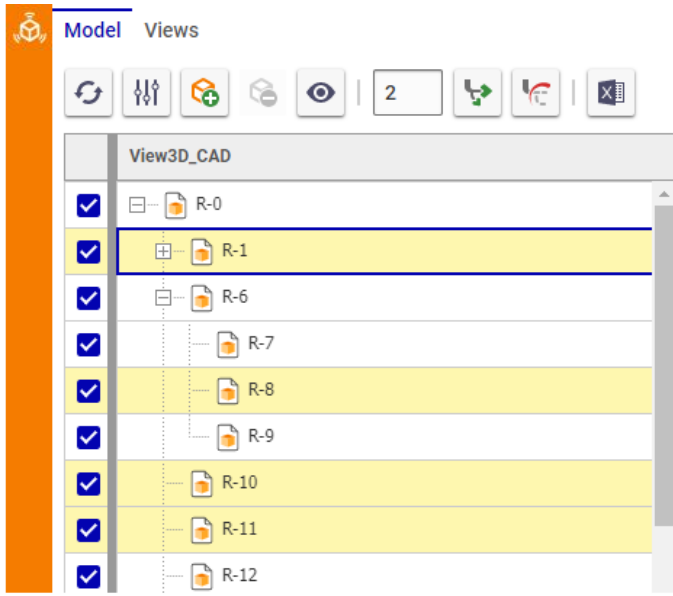 Model Views
2
X
View3D_CAD
R-0
R-1
R-6
R-7
R-8
R-9
R-10
R-11
R-12